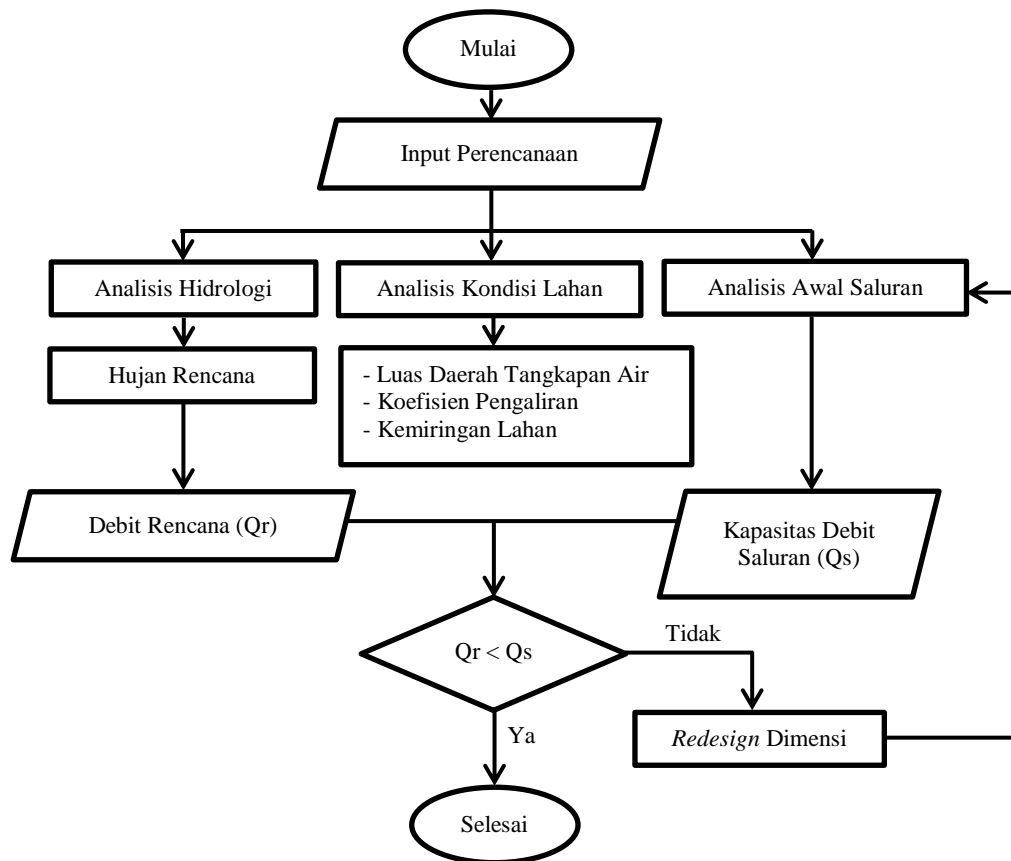 Mulai
Input Perencanaan
Analisis Hidrologi
Analisis Kondisi Lahan
Analisis Awal Saluran
Hujan Rencana
- Luas Daerah Tangkapan Air
- Koefisien Pengaliran
- Kemiringan Lahan
Debit Rencana (Qr)
Kapasitas Debit
Saluran (Qs)
Qr < Qs
Tidak
Ya
Redesign Dimensi
Selesai